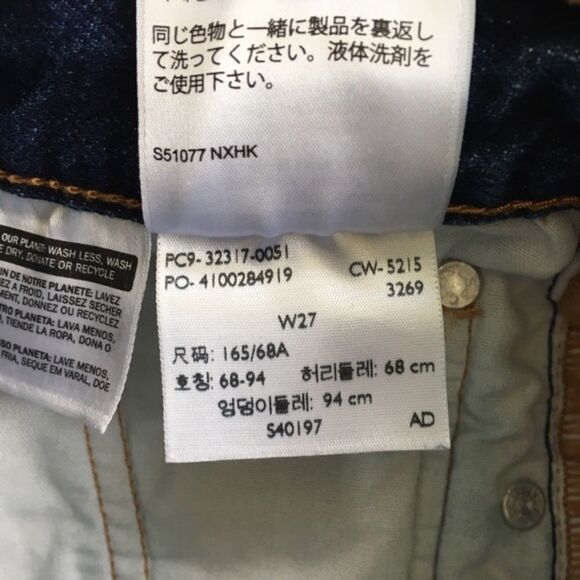 同じ色物と一緒に製品を裏返し
て洗ってください。液体洗剤を
ご使用下さい。
S51077 NXHK
OUR PLANET: WASH LESS, WASH
E DRY, DONATE OR RECYCLE
IN DE NOTRE PLANETE: LAVEZ
EZ A FROID, LAISSEZ SECHER
MENT, DONNEZ OU RECYCLEZ
TRO PLANETA: LAVA MENOS,
, TIENDE LA ROPA, DONA O
SO PLANETA: LAVE MENOS,
FRIA, SEQUE EM VARAL, DOE
PC9- 32317-0051
PO- 4100284919 CW- 5215
3269
W27
尺码: 165/68A
호칭: 68-94 허리둘레: 68 cm
엉덩이둘레: 94 cm
S40197 AD